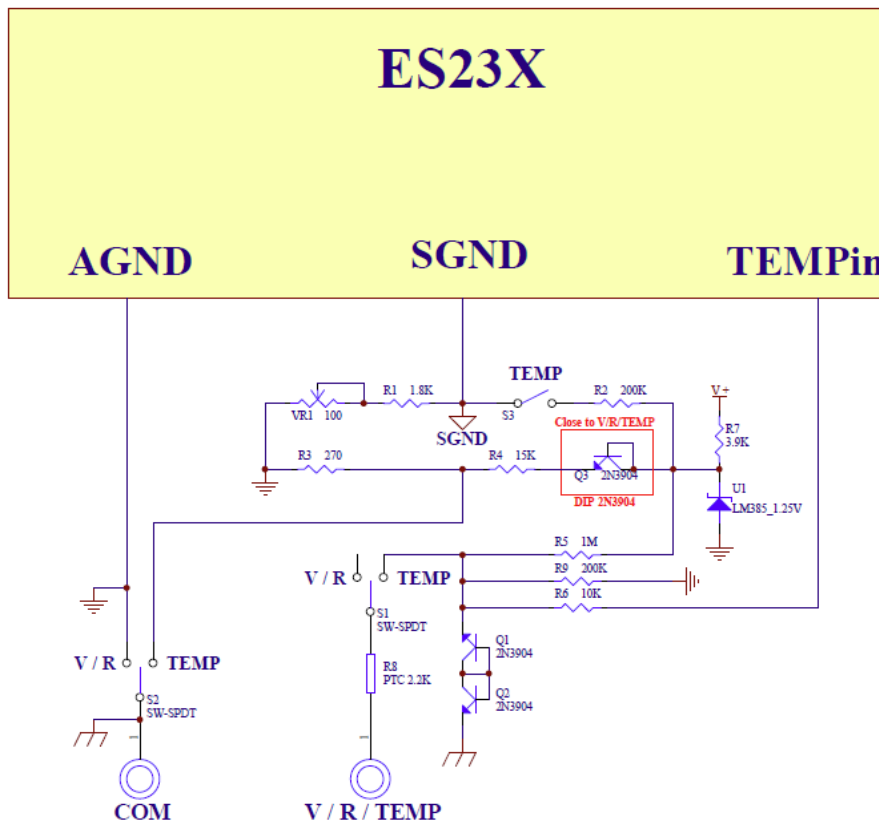 ES23X
AGND
SGND
TEMPin
TEMP
R1 1.8K
R2 200K
V+
VR1 100
S3
SGND
Close to V/R/TEMP
R7
3.9K
R3 270
R4 15K
Q3 2N3904
DIP 2N3904
U1
LM385_1.25V
R5 1M
V / R
TEMP
R9 200K
R6 10K
S1
SW-SPDT
Q1
2N3904
V / R
TEMP
R8
PTC 2.2K
Q2
2N3904
S2
SW-SPDT
1
1
COM
V / R / TEMP